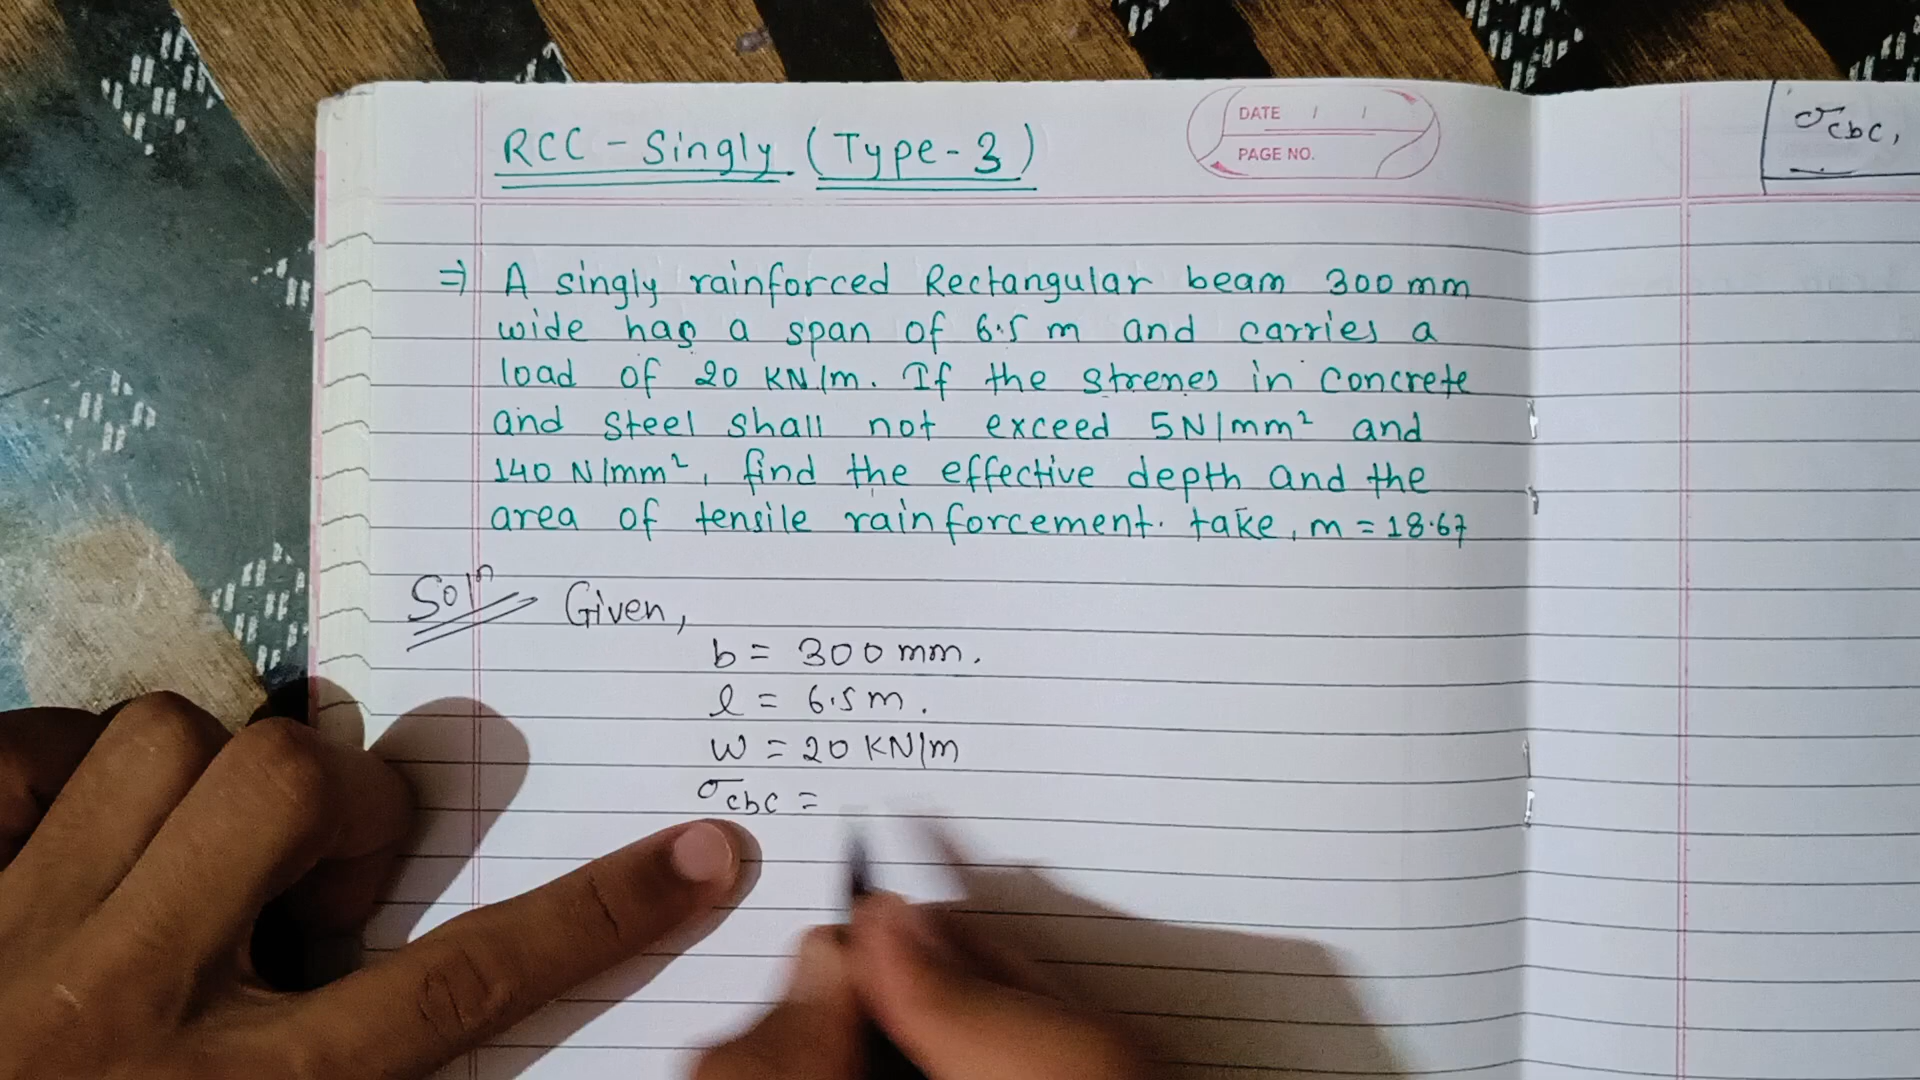 RCC - Singly (Type-3)
DATE / /
PAGE NO.
σcbc,
⇒ A singly rainforced Rectangular beam 300 mm
wide has a span of 6.5 m and carries a
load of 20 KN/m. If the strenes in concrete
and steel shall not exceed 5N/mm² and
140 N/mm², find the effective depth and the
area of tensile rainforcement. take, m = 18.67
Solⁿ Given,
b = 300 mm.
l = 6.5 m.
w = 20 KN/m
σcbc =